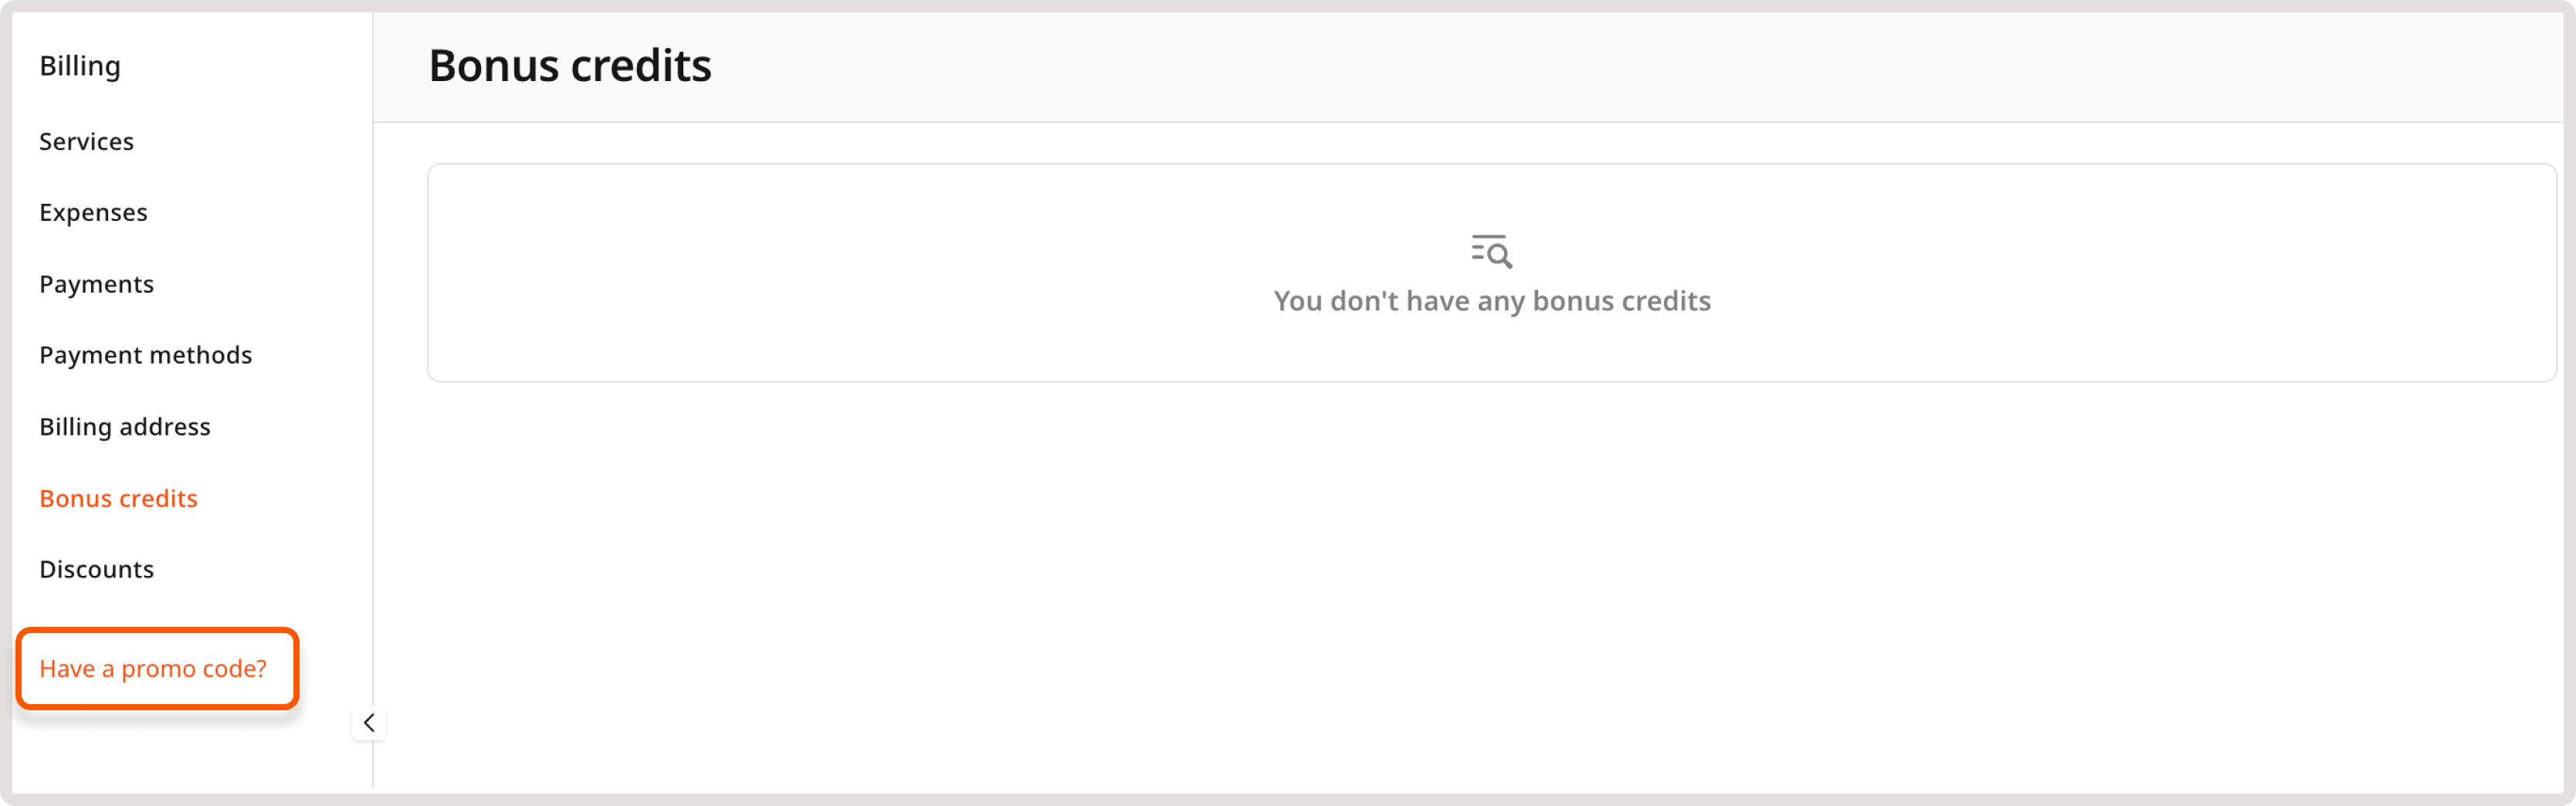 Billing
Services
Expenses
Payments
Payment methods
Billing address
Bonus credits
Discounts
Have a promo code?
Bonus credits
You don't have any bonus credits